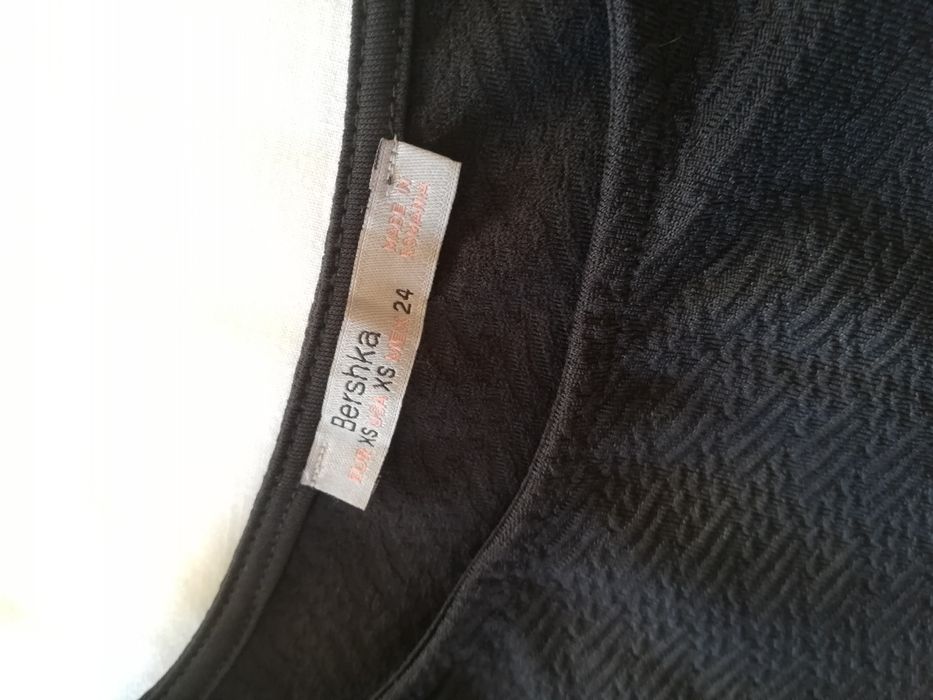 Bershka
EUR XS USA XS MEX 24
MADE IN
ROMANIA